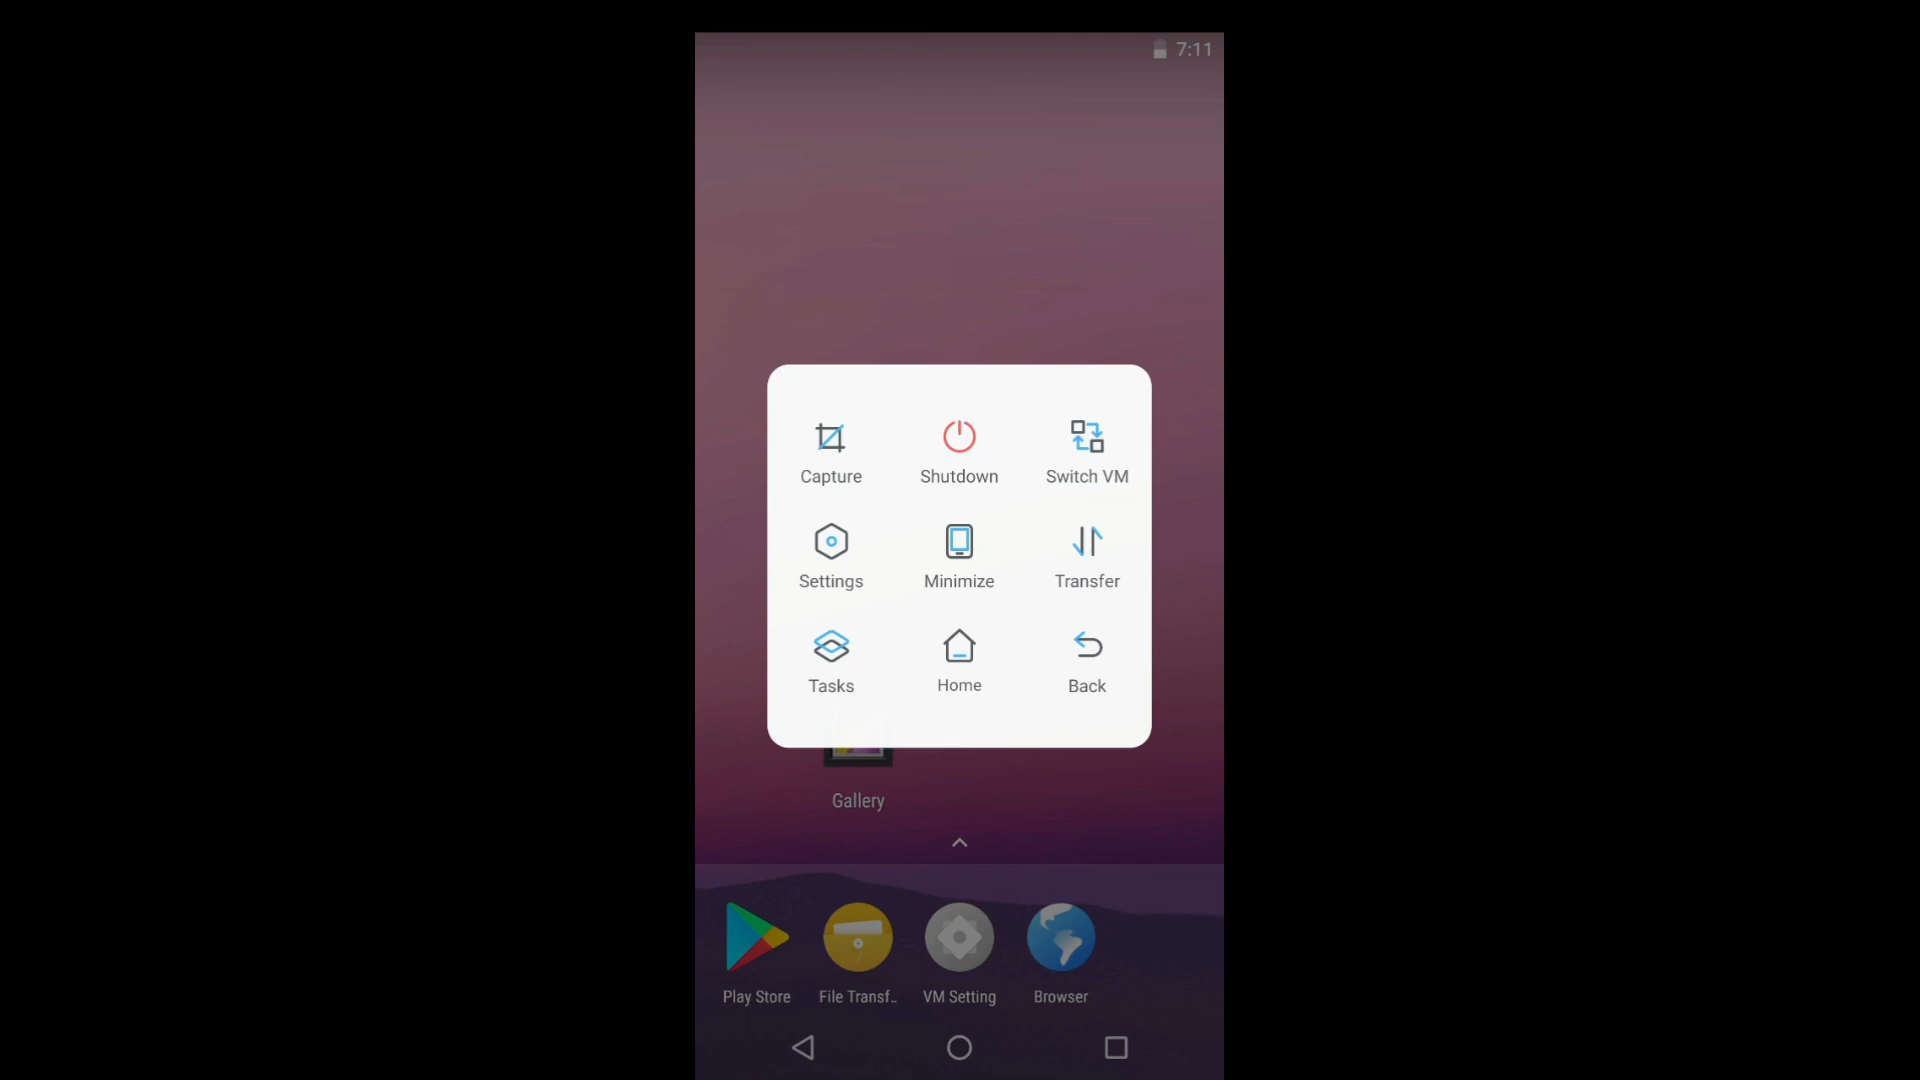 7:11
Capture
Shutdown
Switch VM
Settings
Minimize
Transfer
Tasks
Home
Back
Gallery
Play Store
File Transf..
VM Setting
Browser